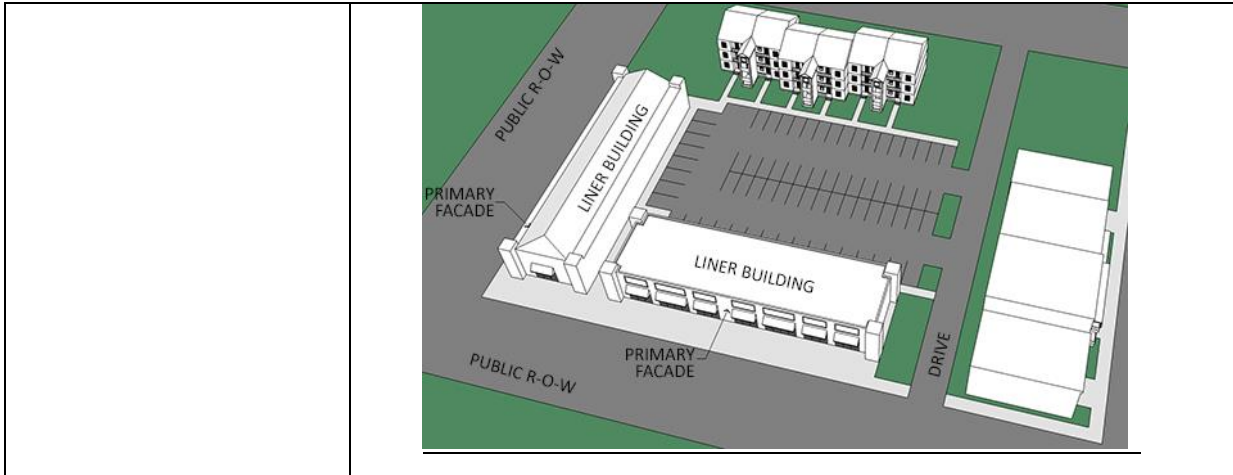 PUBLIC R-O-W
LINER BUILDING
PRIMARY
FACADE
LINER BUILDING
PRIMARY
FACADE
PUBLIC R-O-W
DRIVE